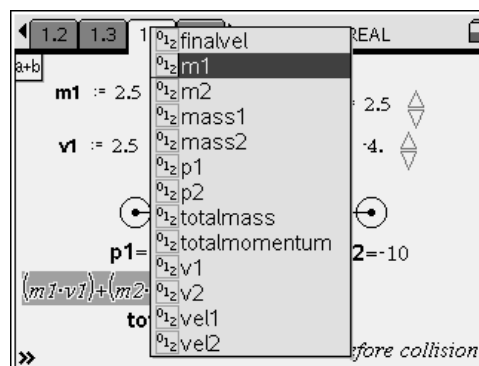 1.2 1.3 1 REAL
finalvel
a+b
m1
m1 := 2.5
2.5
m2
mass1
mass2
v1 := 2.5
-4.
p1
p2
totalmass
totalmomentum
p1=
2=-10
v1
(m1·v1)+(m2·
v2
to
vel1
vel2
efore collision